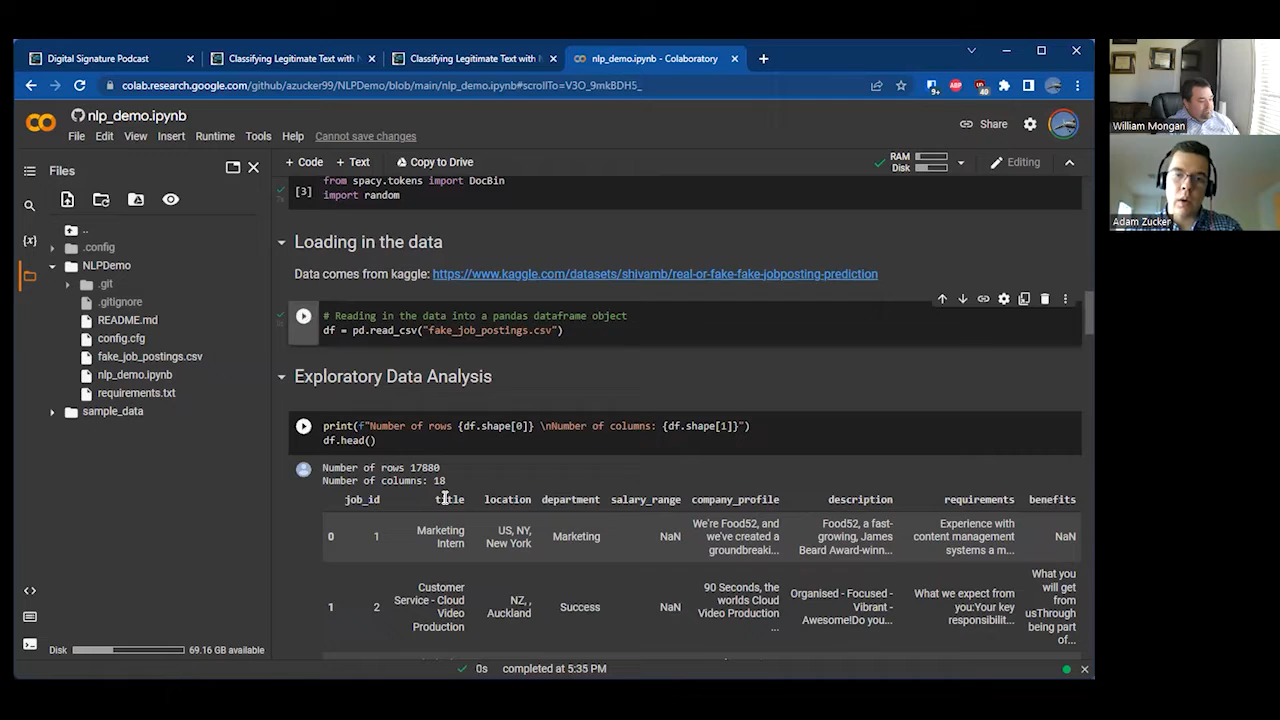 Digital Signature Podcast
Classifying Legitimate Text with N
Classifying Legitimate Text with N
nlp_demo.ipynb - Colaboratory
colab.research.google.com/github/azucker99/NLPDemo/blob/main/nlp_demo.ipynb#scrollTo=V3O_9mkBDH5_
9+
ABP
40
nlp_demo.ipynb
Share
File Edit View Insert Runtime Tools Help Cannot save changes
Files
+ Code + Text Copy to Drive
RAM
Disk
Editing
..
.config
NLPDemo
.git
.gitignore
README.md
config.cfg
fake_job_postings.csv
nlp_demo.ipynb
requirements.txt
sample_data
{x}
Disk 69.16 GB available
from spacy.tokens import DocBin
[3] import random
Loading in the data
Data comes from kaggle: https://www.kaggle.com/datasets/shivamb/real-or-fake-fake-jobposting-prediction
# Reading in the data into a pandas dataframe object
df = pd.read_csv("fake_job_postings.csv")
Exploratory Data Analysis
print(f"Number of rows {df.shape[0]} \nNumber of columns: {df.shape[1]}")
df.head()
Number of rows 17880
Number of columns: 18
job_id title location department salary_range company_profile description requirements benefits
0 1 Marketing Intern US, NY, New York Marketing NaN We're Food52, and we've created a groundbreaki... Food52, a fast-growing, James Beard Award-winn... Experience with content management systems a m... NaN
1 2 Customer Service - Cloud Video Production NZ, , Auckland Success NaN 90 Seconds, the worlds Cloud Video Production ... Organised - Focused - Vibrant - Awesome!Do you... What we expect from you:Your key responsibilit... What you will get from usThrough being part of...
0s completed at 5:35 PM
William Mongan
Adam Zucker